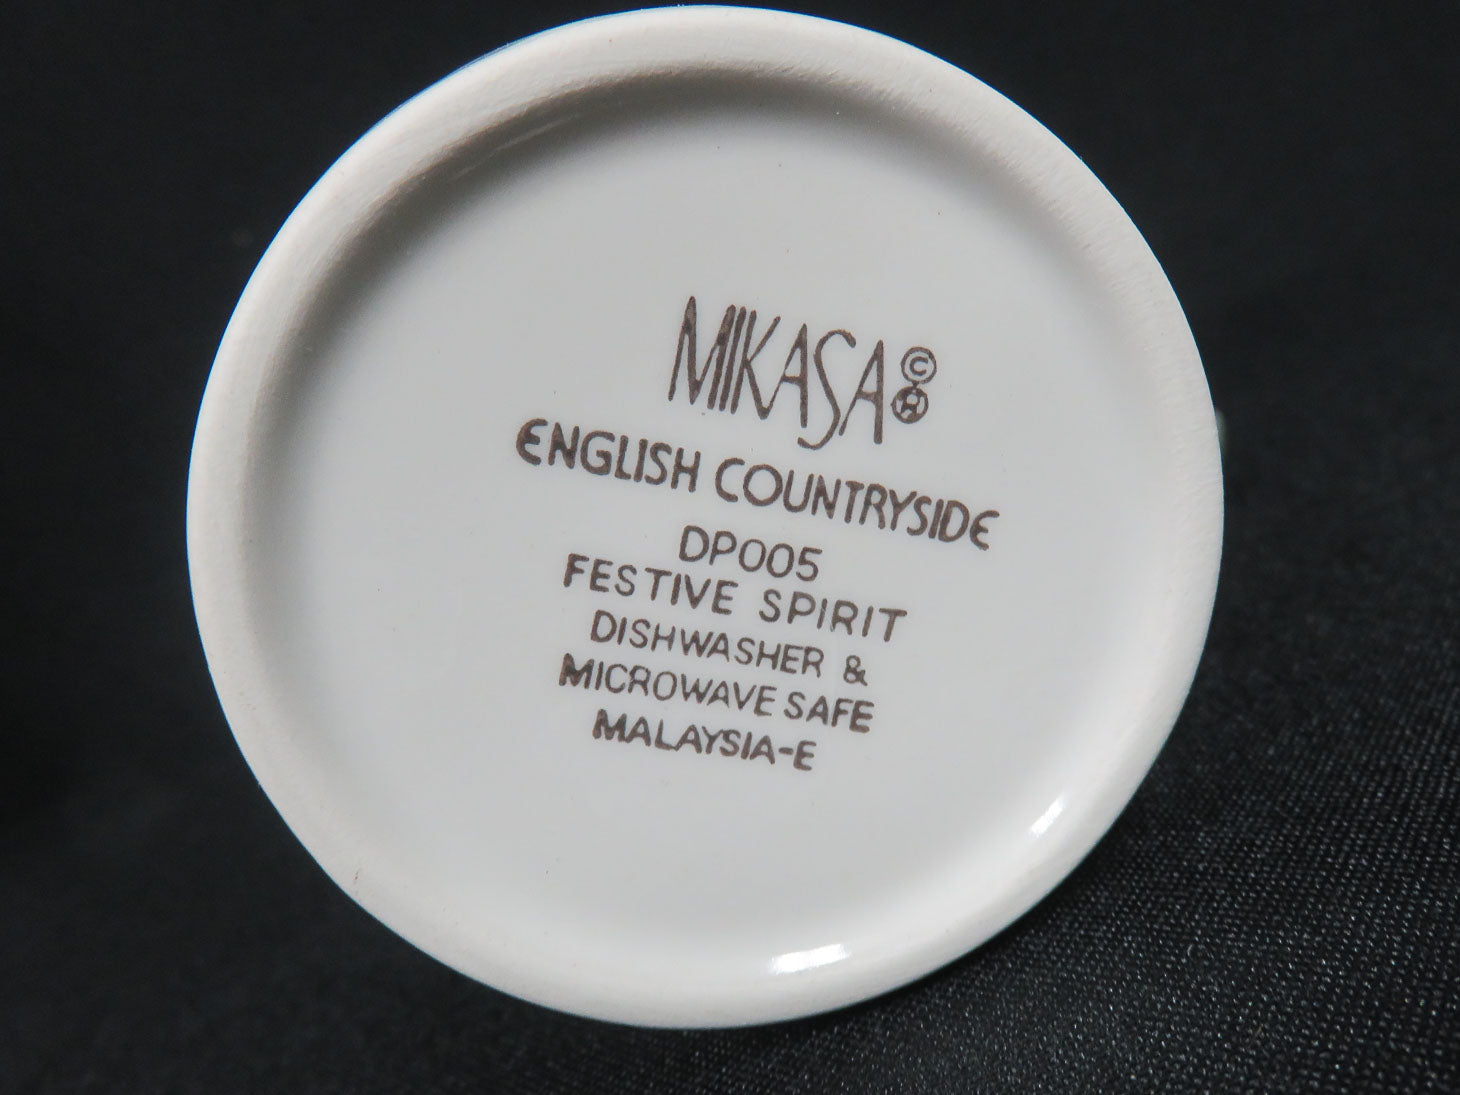 MIKASA ©
ENGLISH COUNTRYSIDE
DP005
FESTIVE SPIRIT
DISHWASHER &
MICROWAVE SAFE
MALAYSIA-E